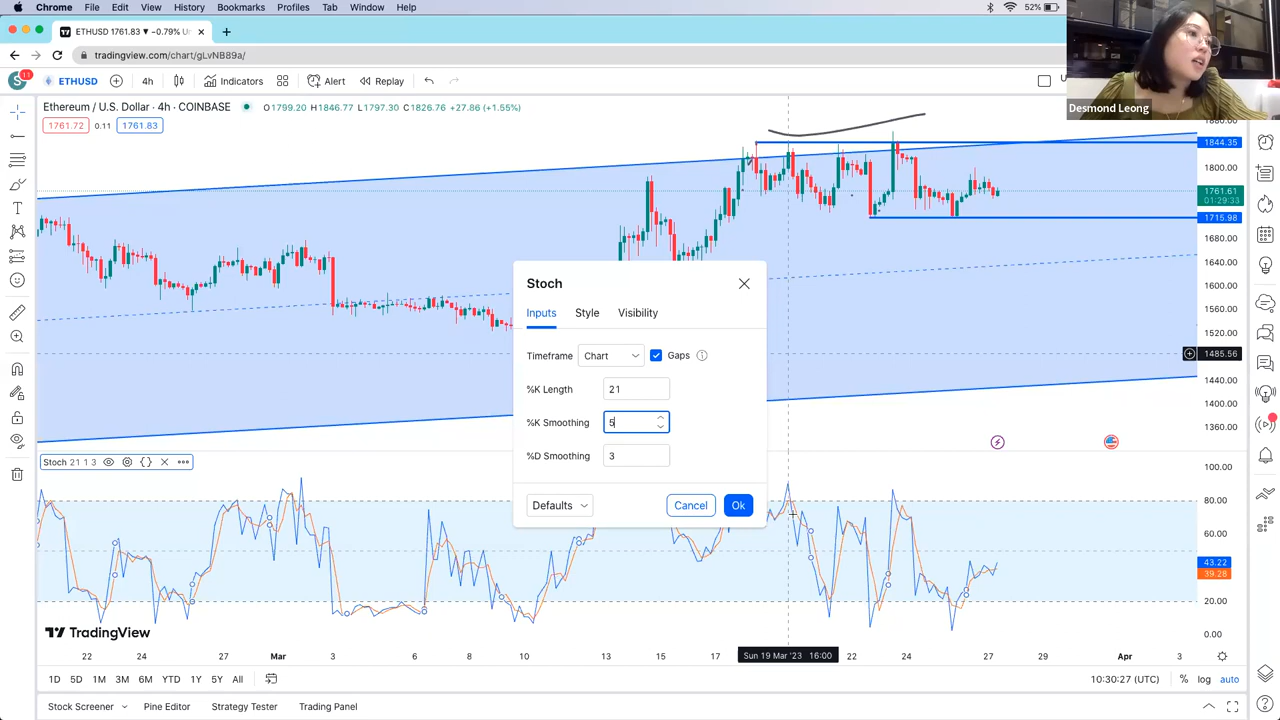 Chrome File Edit View History Bookmarks Profiles Tab Window Help 52%
ETHUSD 1761.83 ▼ −0.79% U
tradingview.com/chart/gLvNB89a/
S 11 ETHUSD 4h Indicators Alert Replay
Desmond Leong
Ethereum / U.S. Dollar · 4h · COINBASE O1799.20 H1846.77 L1797.30 C1826.76 +27.86 (+1.55%)
1761.72 0.11 1761.83
1880.00
1844.35
1800.00
1761.61
01:29:33
1715.98
1680.00
1640.00
1600.00
1560.00
1520.00
1485.56
1440.00
1400.00
1360.00
Stoch
Inputs Style Visibility
Timeframe Chart Gaps
%K Length 21
%K Smoothing 5
%D Smoothing 3
Defaults Cancel Ok
Stoch 21 1 3
100.00
80.00
60.00
43.22
39.28
20.00
0.00
TradingView
22 24 27 Mar 3 6 8 10 13 15 17 Sun 19 Mar '23 16:00 22 24 27 29 Apr 3
1D 5D 1M 3M 6M YTD 1Y 5Y All 10:30:27 (UTC) % log auto
Stock Screener Pine Editor Strategy Tester Trading Panel